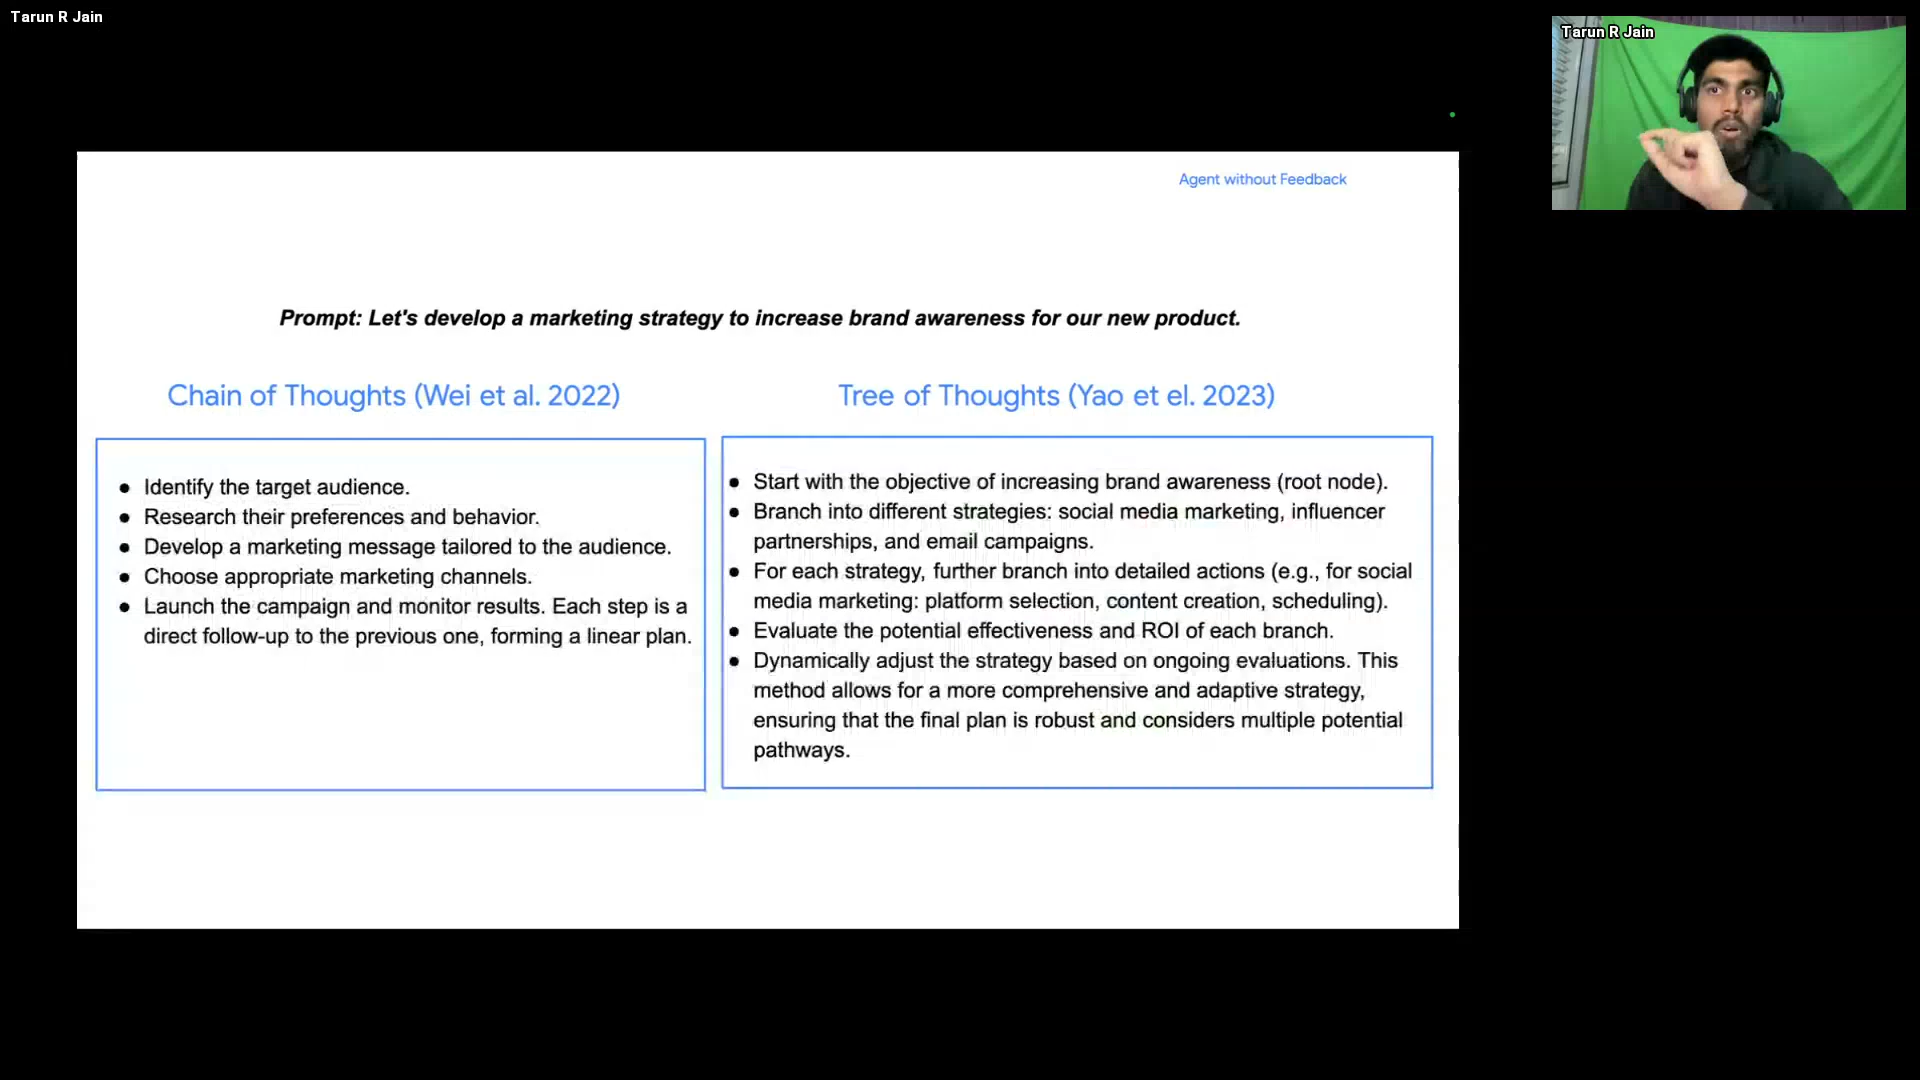 Tarun R Jain
Tarun R Jain
Agent without Feedback
Prompt: Let's develop a marketing strategy to increase brand awareness for our new product.
Chain of Thoughts (Wei et al. 2022)
● Identify the target audience.
● Research their preferences and behavior.
● Develop a marketing message tailored to the audience.
● Choose appropriate marketing channels.
● Launch the campaign and monitor results. Each step is a
direct follow-up to the previous one, forming a linear plan.
Tree of Thoughts (Yao et el. 2023)
● Start with the objective of increasing brand awareness (root node).
● Branch into different strategies: social media marketing, influencer
partnerships, and email campaigns.
● For each strategy, further branch into detailed actions (e.g., for social
media marketing: platform selection, content creation, scheduling).
● Evaluate the potential effectiveness and ROI of each branch.
● Dynamically adjust the strategy based on ongoing evaluations. This
method allows for a more comprehensive and adaptive strategy,
ensuring that the final plan is robust and considers multiple potential
pathways.